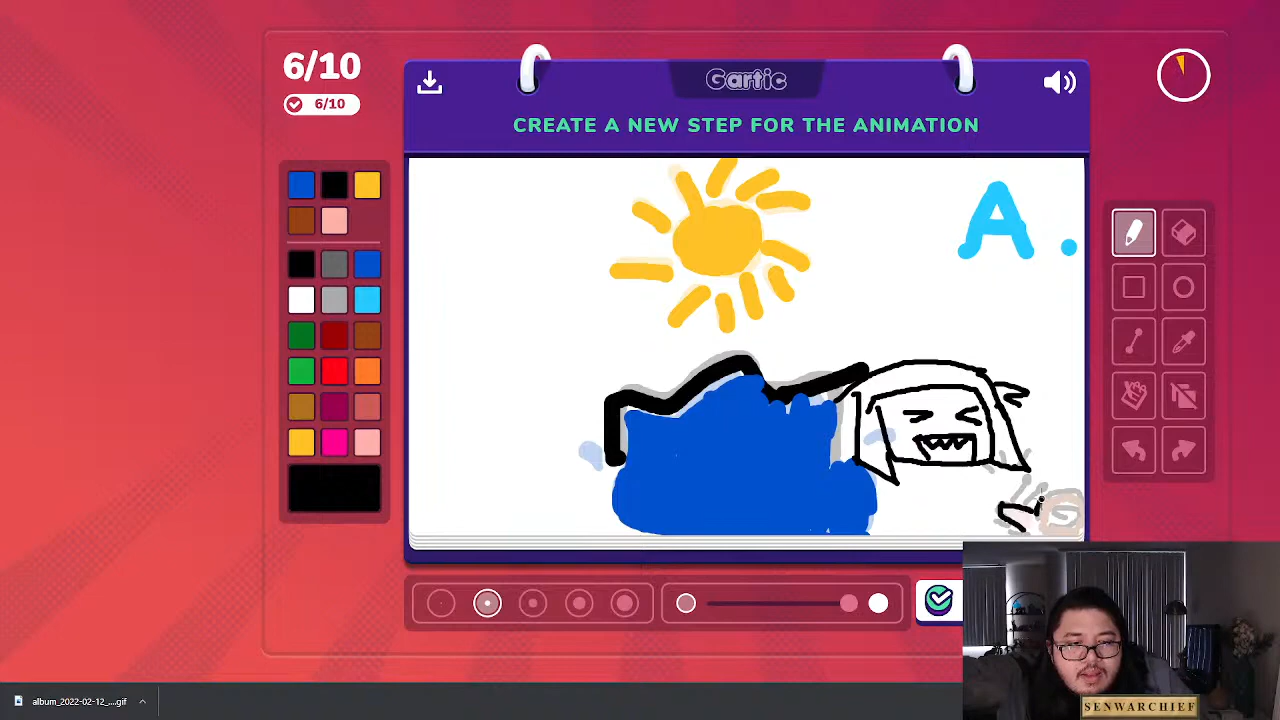 6/10
6/10
Gartic
CREATE A NEW STEP FOR THE ANIMATION
A.
album_2022-02-12_....gif
SENWARCHIEF